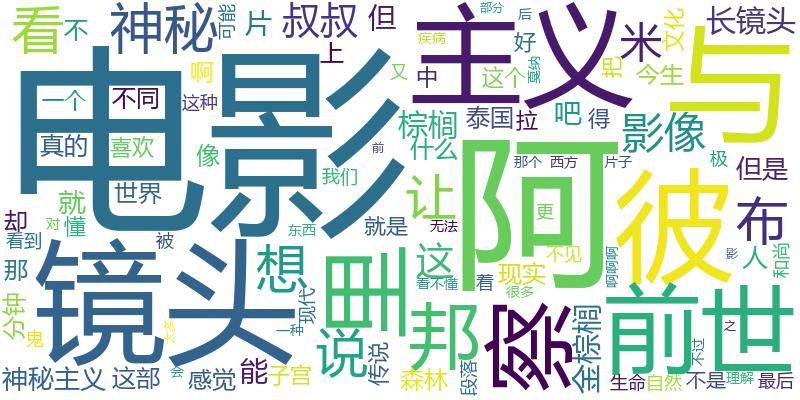 看 不 神秘 可能 片 叔叔 但 主义 与 长镜头
部分 后 疾病 好 米 文化
啊 上 又 中 这个 戛纳 把 今生
电影 一个 不同 这种 棕榈 泰国 拉 吧 得 影像
真的 喜欢 像 什么 那个 西方 片子 极 但是
世界 我们 前 让 阿 彼 布
却 就 懂 就是 无法 更 人 和尚
看到 对 被 东西 不见
那 镜头 想 里 这 看不懂 着 现实 啊啊啊 影
分钟 很多 现代 说 邦 察 金棕榈 前世
鬼 太多 一种 之
神秘主义 这部 会 感觉 能 子宫 传说 森林 段落 生命 自然 不是 不过 理解 最后